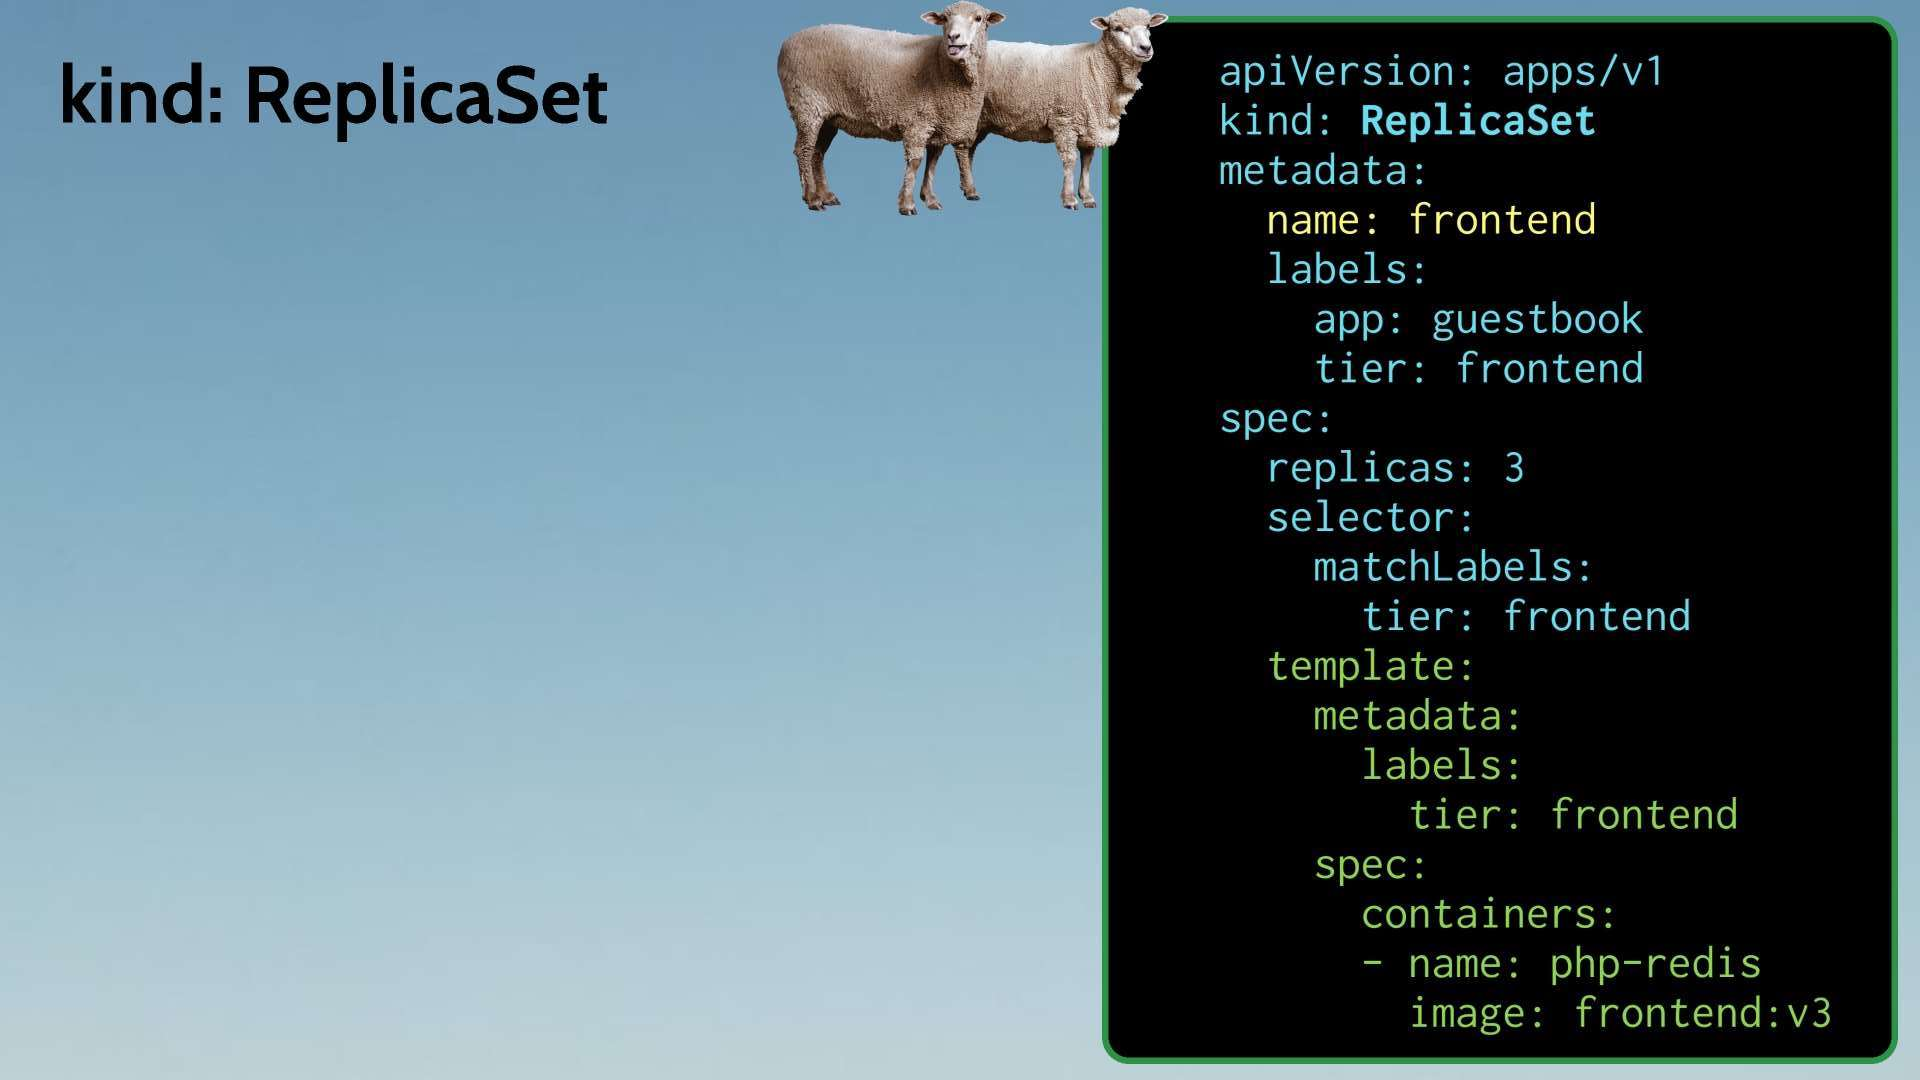 kind: ReplicaSet
apiVersion: apps/v1
kind: ReplicaSet
metadata:
  name: frontend
  labels:
    app: guestbook
    tier: frontend
spec:
  replicas: 3
  selector:
    matchLabels:
      tier: frontend
  template:
    metadata:
      labels:
        tier: frontend
    spec:
      containers:
      - name: php-redis
        image: frontend:v3